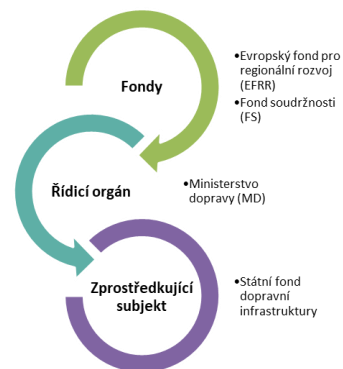 Fondy
•Evropský fond pro
regionální rozvoj
(EFRR)
•Fond soudržnosti
(FS)
Řídicí orgán
•Ministerstvo
dopravy (MD)
Zprostředkující
subjekt
•Státní fond
dopravní
infrastruktury